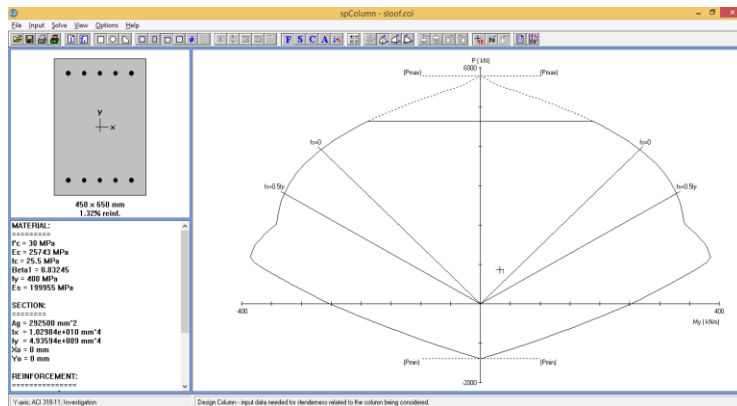 spColumn - sloof.col
File Input Solve View Options Help
F S C A
y
x
450 x 650 mm
1.32% reinf.
MATERIAL:
=========
f'c = 30 MPa
Ec = 25743 MPa
fc = 25.5 MPa
Beta1 = 0.83245
fy = 400 MPa
Es = 199955 MPa
SECTION:
========
Ag = 292500 mm^2
Ix = 1.02984e+010 mm^4
Iy = 4.93594e+009 mm^4
Xo = 0 mm
Yo = 0 mm
REINFORCEMENT:
P ( kN)
6000
(Pmax) (Pmax)
fs=0 fs=0
fs=0.5fy fs=0.5fy
-400 400
My ( kNm)
(Pmin) (Pmin)
-2000
Y-axis; ACI 318-11; Investigation
Design Column - input data needed for slenderness related to the column being considered.